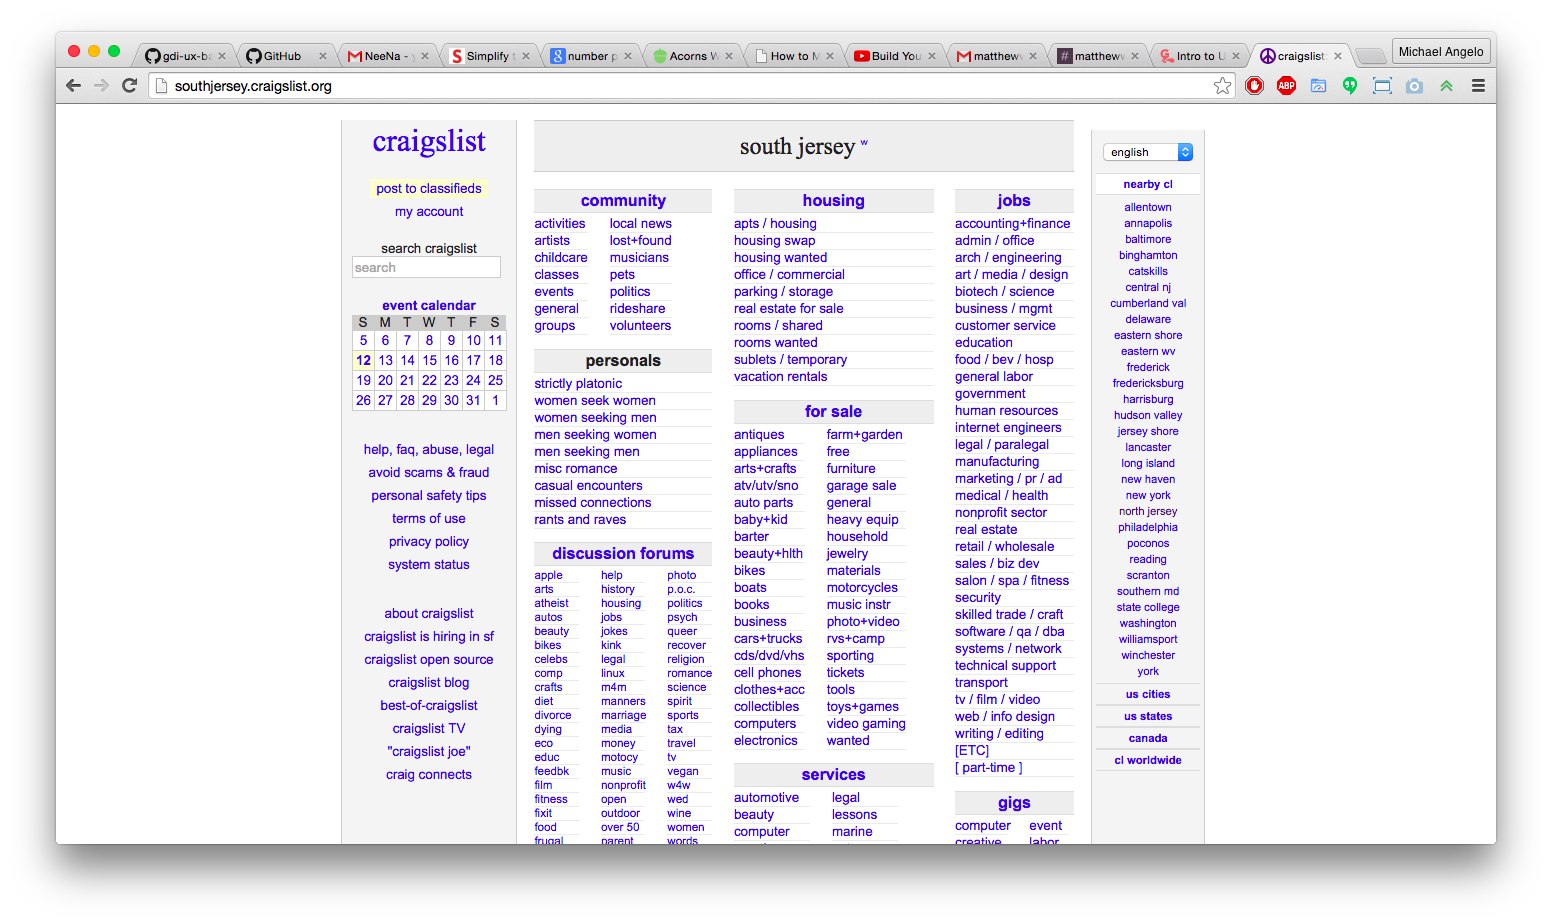 gdi-ux-ba
GitHub
NeeNa - y
Simplify t
number p
Acorns W
How to M
Build You
matthewv
matthewv
Intro to U
craigslist:
Michael Angelo
southjersey.craigslist.org
ABP
craigslist
post to classifieds
my account
search craigslist
search
event calendar
S M T W T F S
5 6 7 8 9 10 11
12 13 14 15 16 17 18
19 20 21 22 23 24 25
26 27 28 29 30 31 1
help, faq, abuse, legal
avoid scams & fraud
personal safety tips
terms of use
privacy policy
system status
about craigslist
craigslist is hiring in sf
craigslist open source
craigslist blog
best-of-craigslist
craigslist TV
"craigslist joe"
craig connects
south jersey w
community
activities
artists
childcare
classes
events
general
groups
local news
lost+found
musicians
pets
politics
rideshare
volunteers
personals
strictly platonic
women seek women
women seeking men
men seeking women
men seeking men
misc romance
casual encounters
missed connections
rants and raves
discussion forums
apple
arts
atheist
autos
beauty
bikes
celebs
comp
crafts
diet
divorce
dying
eco
educ
feedbk
film
fitness
fixit
food
frugal
help
history
housing
jobs
jokes
kink
legal
linux
m4m
manners
marriage
media
money
motocy
music
nonprofit
open
outdoor
over 50
parent
photo
p.o.c.
politics
psych
queer
recover
religion
romance
science
spirit
sports
tax
travel
tv
vegan
w4w
wed
wine
women
words
housing
apts / housing
housing swap
housing wanted
office / commercial
parking / storage
real estate for sale
rooms / shared
rooms wanted
sublets / temporary
vacation rentals
for sale
antiques
appliances
arts+crafts
atv/utv/sno
auto parts
baby+kid
barter
beauty+hlth
bikes
boats
books
business
cars+trucks
cds/dvd/vhs
cell phones
clothes+acc
collectibles
computers
electronics
farm+garden
free
furniture
garage sale
general
heavy equip
household
jewelry
materials
motorcycles
music instr
photo+video
rvs+camp
sporting
tickets
tools
toys+games
video gaming
wanted
services
automotive
beauty
computer
legal
lessons
marine
jobs
accounting+finance
admin / office
arch / engineering
art / media / design
biotech / science
business / mgmt
customer service
education
food / bev / hosp
general labor
government
human resources
internet engineers
legal / paralegal
manufacturing
marketing / pr / ad
medical / health
nonprofit sector
real estate
retail / wholesale
sales / biz dev
salon / spa / fitness
security
skilled trade / craft
software / qa / dba
systems / network
technical support
transport
tv / film / video
web / info design
writing / editing
[ETC]
[ part-time ]
gigs
computer
creative
event
labor
english
nearby cl
allentown
annapolis
baltimore
binghamton
catskills
central nj
cumberland val
delaware
eastern shore
eastern wv
frederick
fredericksburg
harrisburg
hudson valley
jersey shore
lancaster
long island
new haven
new york
north jersey
philadelphia
poconos
reading
scranton
southern md
state college
washington
williamsport
winchester
york
us cities
us states
canada
cl worldwide